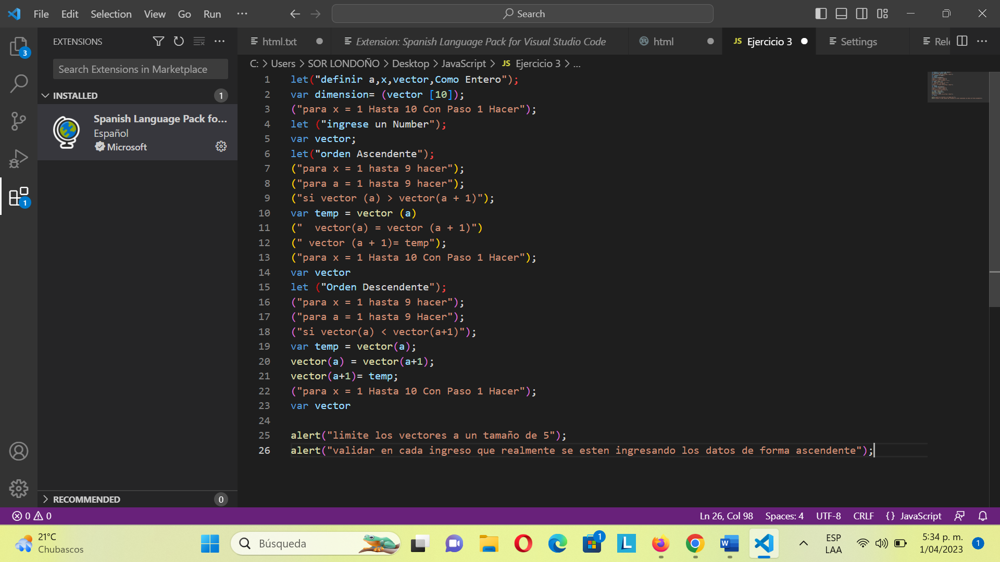 File Edit Selection View Go Run ··· Search
EXTENSIONS
html.txt Extension: Spanish Language Pack for Visual Studio Code html JS Ejercicio 3 Settings Rele
C: > Users > SOR LONDOÑO > Desktop > JavaScript > JS Ejercicio 3 > ...
3
Search Extensions in Marketplace
INSTALLED 1
Spanish Language Pack fo...
Español
Microsoft
1
1 let("definir a,x,vector,Como Entero");
2 var dimension= (vector [10]);
3 ("para x = 1 Hasta 10 Con Paso 1 Hacer");
4 let ("ingrese un Number");
5 var vector;
6 let("orden Ascendente");
7 ("para x = 1 hasta 9 hacer");
8 ("para a = 1 hasta 9 hacer");
9 ("si vector (a) > vector(a + 1)");
10 var temp = vector (a)
11 ("  vector(a) = vector (a + 1)")
12 (" vector (a + 1)= temp");
13 ("para x = 1 Hasta 10 Con Paso 1 Hacer");
14 var vector
15 let ("Orden Descendente");
16 ("para x = 1 hasta 9 hacer");
17 ("para a = 1 hasta 9 Hacer");
18 ("si vector(a) < vector(a+1)");
19 var temp = vector(a);
20 vector(a) = vector(a+1);
21 vector(a+1)= temp;
22 ("para x = 1 Hasta 10 Con Paso 1 Hacer");
23 var vector
24
25 alert("limite los vectores a un tamaño de 5");
26 alert("validar en cada ingreso que realmente se esten ingresando los datos de forma ascendente");
RECOMMENDED 0
0 0 Ln 26, Col 98 Spaces: 4 UTF-8 CRLF {} JavaScript
21°C
Chubascos
Búsqueda
1
L
W
ESP
LAA
5:34 p. m.
1/04/2023
1